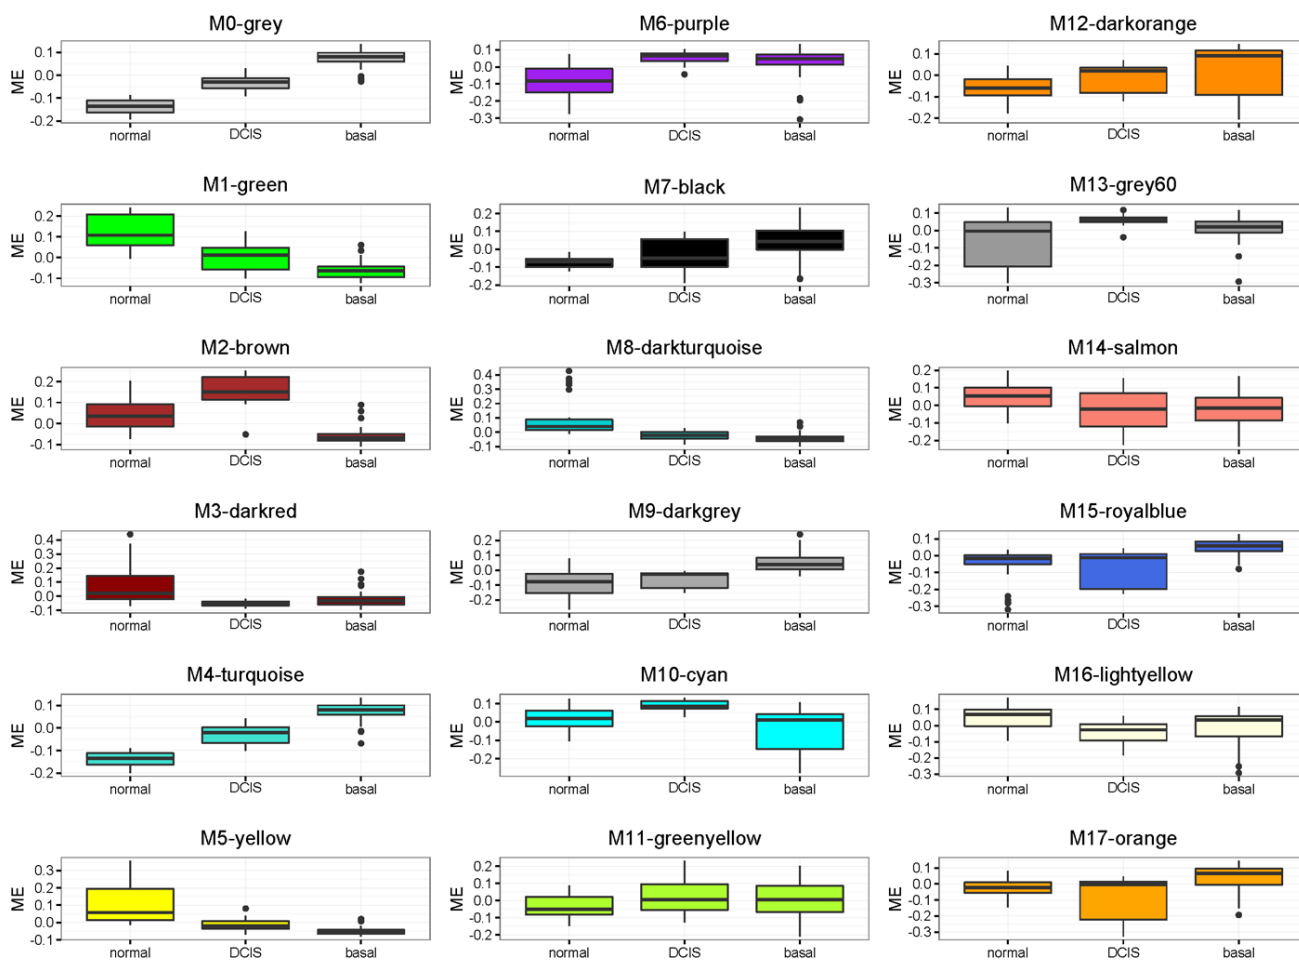 M0-grey
ME
0.1
0.0
-0.1
-0.2
normal DCIS basal
M6-purple
ME
0.1
0.0
-0.1
-0.2
-0.3
normal DCIS basal
M12-darkorange
ME
0.1
0.0
-0.1
-0.2
normal DCIS basal
M1-green
ME
0.2
0.1
0.0
-0.1
normal DCIS basal
M7-black
ME
0.2
0.1
0.0
-0.1
-0.2
normal DCIS basal
M13-grey60
ME
0.1
0.0
-0.1
-0.2
-0.3
normal DCIS basal
M2-brown
ME
0.2
0.1
0.0
-0.1
normal DCIS basal
M8-darkturquoise
ME
0.4
0.3
0.2
0.1
0.0
-0.1
normal DCIS basal
M14-salmon
ME
0.2
0.1
0.0
-0.1
-0.2
normal DCIS basal
M3-darkred
ME
0.4
0.3
0.2
0.1
0.0
-0.1
normal DCIS basal
M9-darkgrey
ME
0.2
0.1
0.0
-0.1
-0.2
normal DCIS basal
M15-royalblue
ME
0.1
0.0
-0.1
-0.2
-0.3
normal DCIS basal
M4-turquoise
ME
0.1
0.0
-0.1
-0.2
normal DCIS basal
M10-cyan
ME
0.1
0.0
-0.1
-0.2
normal DCIS basal
M16-lightyellow
ME
0.1
0.0
-0.1
-0.2
-0.3
normal DCIS basal
M5-yellow
ME
0.3
0.2
0.1
0.0
-0.1
normal DCIS basal
M11-greenyellow
ME
0.2
0.1
0.0
-0.1
-0.2
normal DCIS basal
M17-orange
ME
0.1
0.0
-0.1
-0.2
-0.3
normal DCIS basal